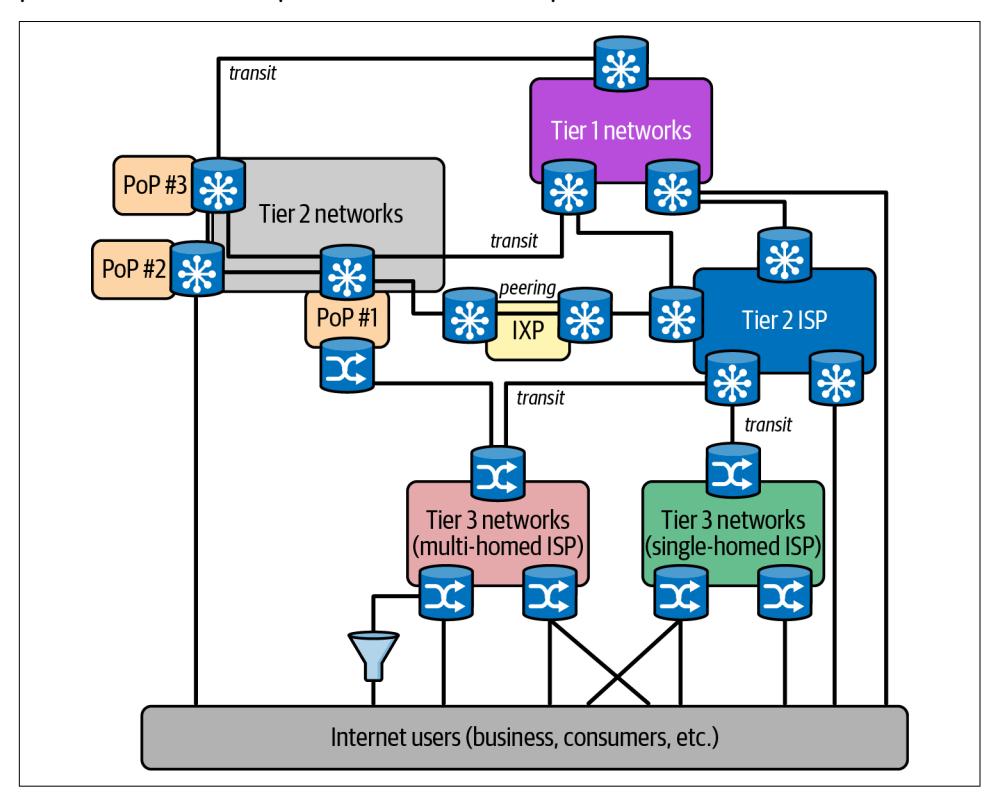 transit
Tier 1 networks
PoP #3
Tier 2 networks
transit
PoP #2
peering
PoP #1
IXP
Tier 2 ISP
transit
transit
Tier 3 networks
(multi-homed ISP)
Tier 3 networks
(single-homed ISP)
Internet users (business, consumers, etc.)